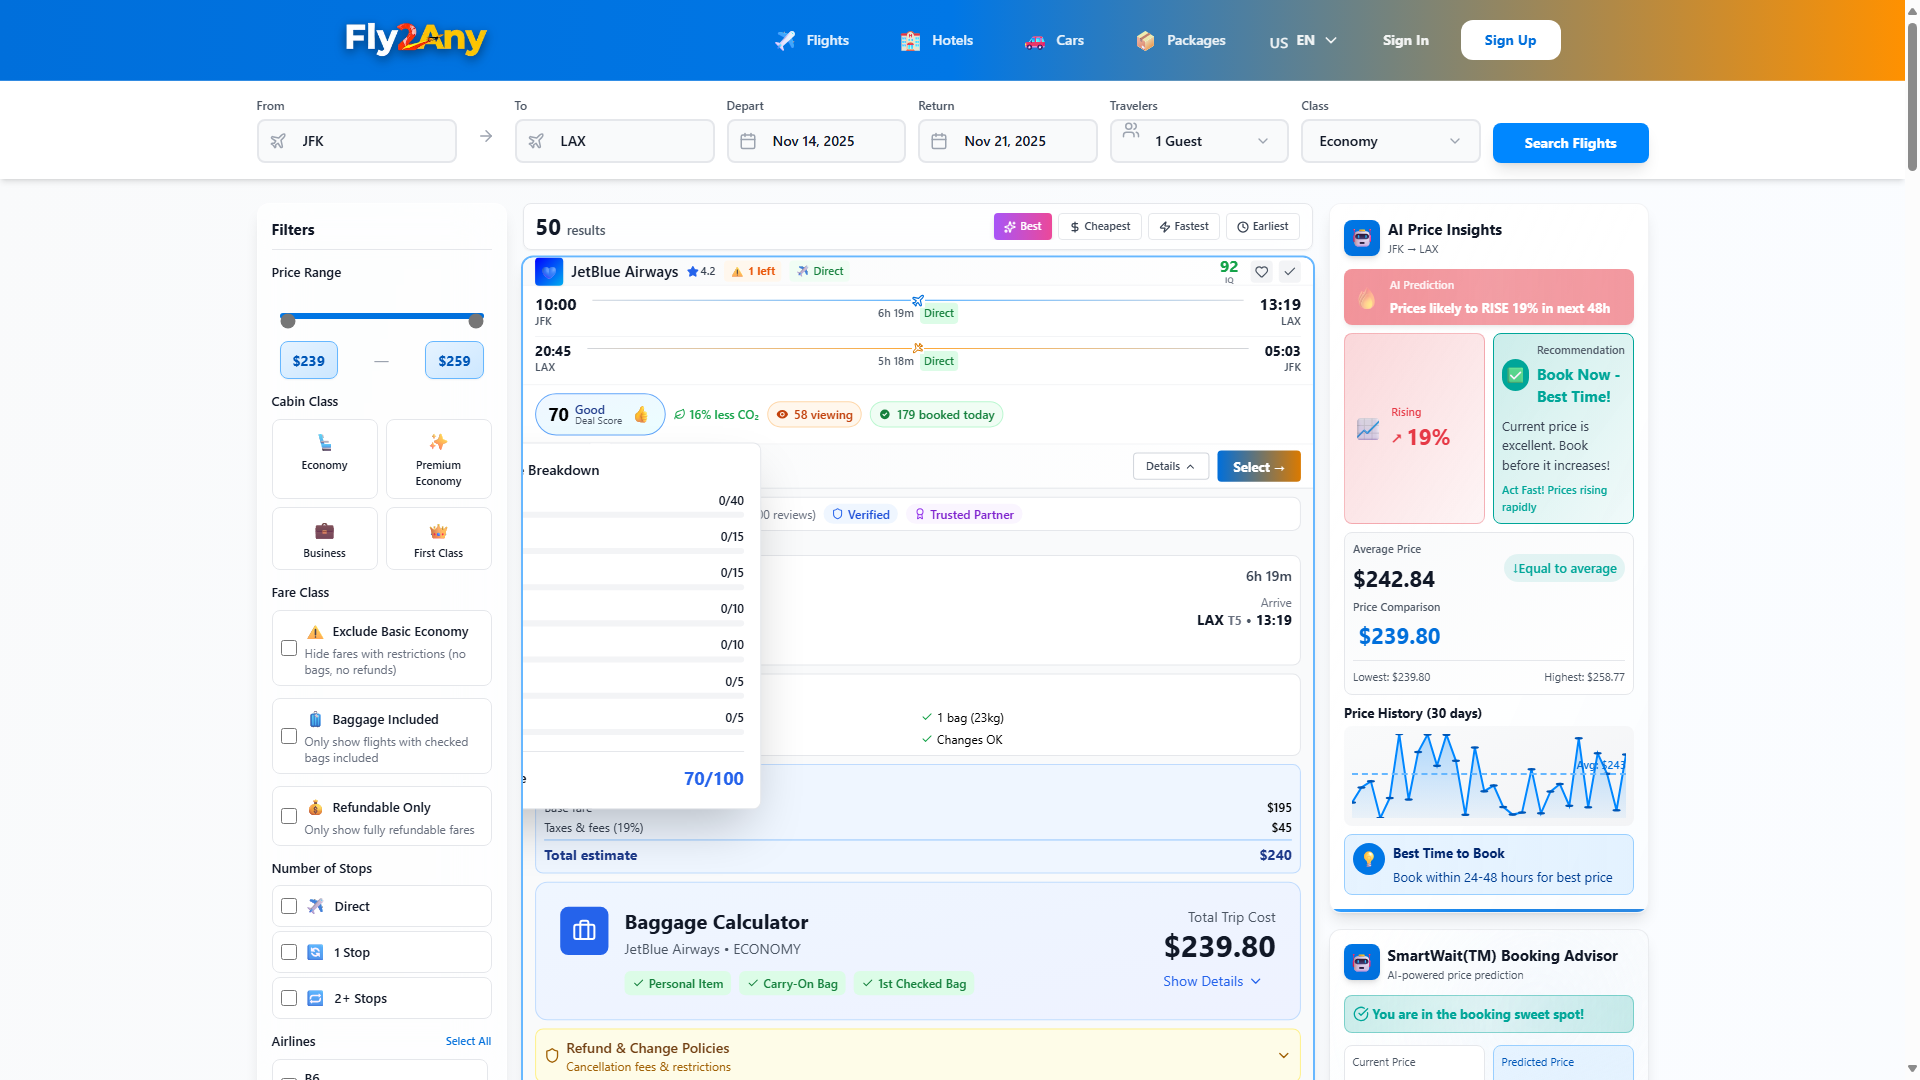 Fly2Any
Flights
Hotels
Cars
Packages
US EN
Sign In
Sign Up
From
JFK
To
LAX
Depart
Nov 14, 2025
Return
Nov 21, 2025
Travelers
1 Guest
Class
Economy
Search Flights
Filters
Price Range
$239
—
$259
Cabin Class
Economy
Premium
Economy
Business
First Class
Fare Class
Exclude Basic Economy
Hide fares with restrictions (no
bags, no refunds)
Baggage Included
Only show flights with checked
bags included
Refundable Only
Only show fully refundable fares
Number of Stops
Direct
1 Stop
2+ Stops
Airlines
Select All
B6
50 results
Best
Cheapest
Fastest
Earliest
JetBlue Airways
4.2
1 left
Direct
92
IQ
10:00
JFK
6h 19m Direct
13:19
LAX
20:45
LAX
5h 18m Direct
05:03
JFK
70 Good
Deal Score
16% less CO₂
58 viewing
179 booked today
Breakdown
0/40
0/15
0/15
0/10
0/10
0/5
0/5
70/100
Details
Select →
reviews)
Verified
Trusted Partner
6h 19m
Arrive
LAX T5 • 13:19
1 bag (23kg)
Changes OK
$195
Taxes & fees (19%)
$45
Total estimate
$240
Baggage Calculator
JetBlue Airways • ECONOMY
Personal Item
Carry-On Bag
1st Checked Bag
Total Trip Cost
$239.80
Show Details
Refund & Change Policies
Cancellation fees & restrictions
AI Price Insights
JFK → LAX
AI Prediction
Prices likely to RISE 19% in next 48h
Rising
↗ 19%
Recommendation
Book Now -
Best Time!
Current price is
excellent. Book
before it increases!
Act Fast! Prices rising
rapidly
Average Price
$242.84
↓Equal to average
Price Comparison
$239.80
Lowest: $239.80
Highest: $258.77
Price History (30 days)
Avg: $243
Best Time to Book
Book within 24-48 hours for best price
SmartWait(TM) Booking Advisor
AI-powered price prediction
You are in the booking sweet spot!
Current Price
Predicted Price